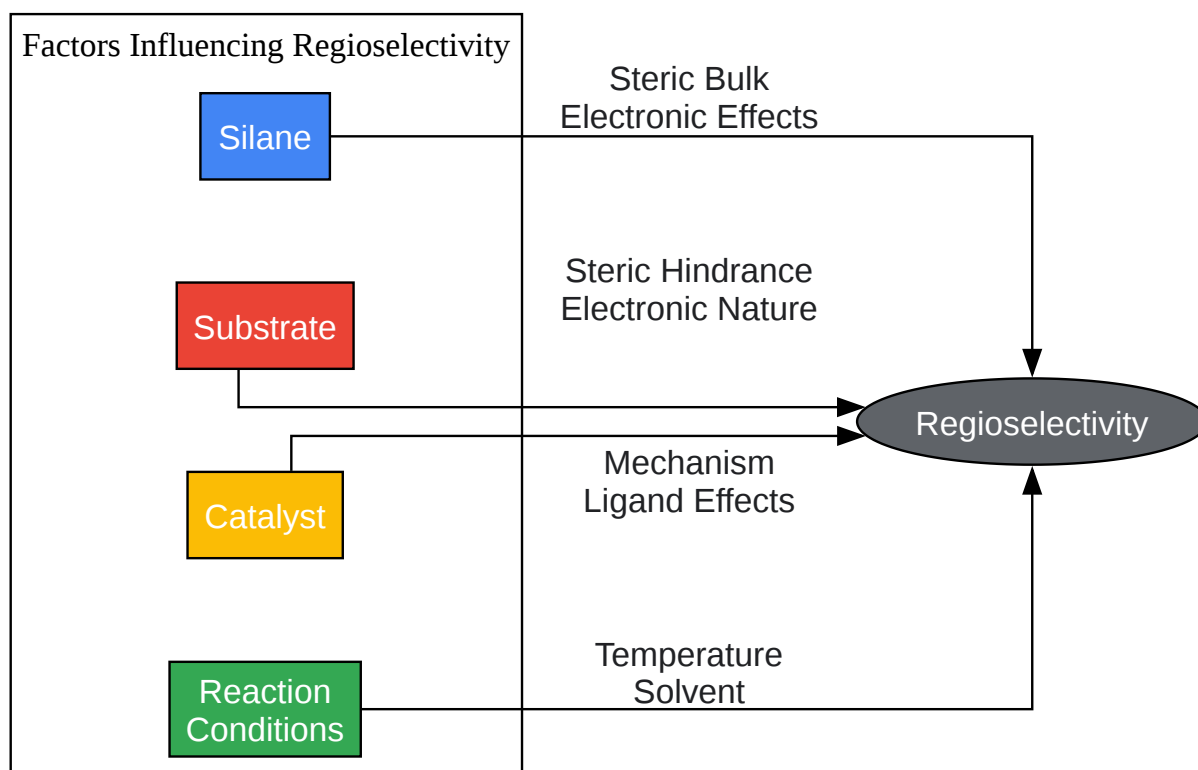 Factors Influencing Regioselectivity
Silane
Steric Bulk
Electronic Effects
Substrate
Steric Hindrance
Electronic Nature
Regioselectivity
Catalyst
Mechanism
Ligand Effects
Reaction
Conditions
Temperature
Solvent